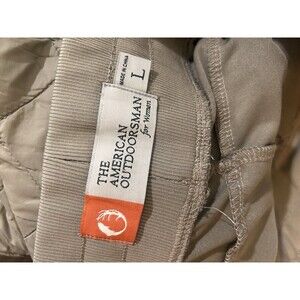 MADE IN CHINA
L
THE
AMERICAN
OUTDOORSMAN
for Women